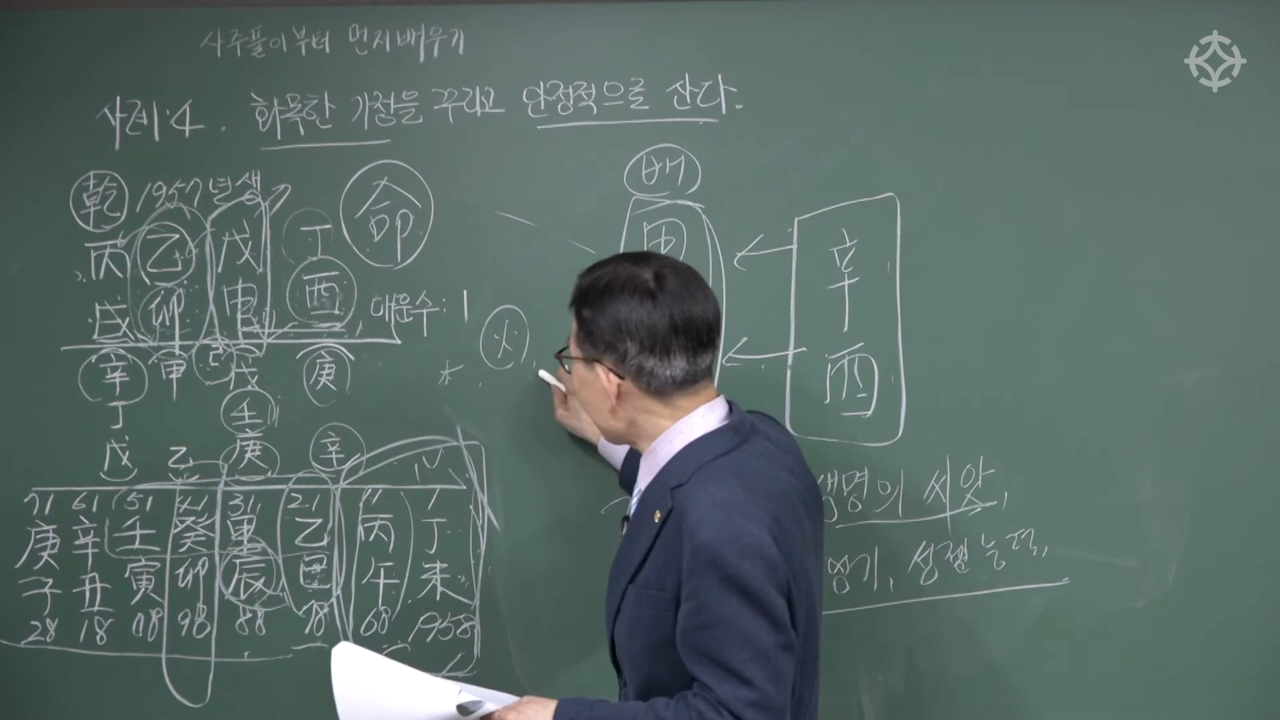 사주풀이부터 먼저배우기
사례:4. 화목한 가정을 꾸리고 안정적으로 산다.
乾 1957년생 命
丙 乙 戊 丁
戌 卯 申 酉 대운수: 1
辛 甲 戊 庚
丁 壬
戊 乙 庚 辛
71 61 51 41 31 21 11 1
庚 辛 壬 癸 甲 乙 丙 丁
子 丑 寅 卯 辰 巳 午 未
28 18 08 98 88 78 68 1958
배
甲
火
辛
酉
생명의 씨앗,
능력,